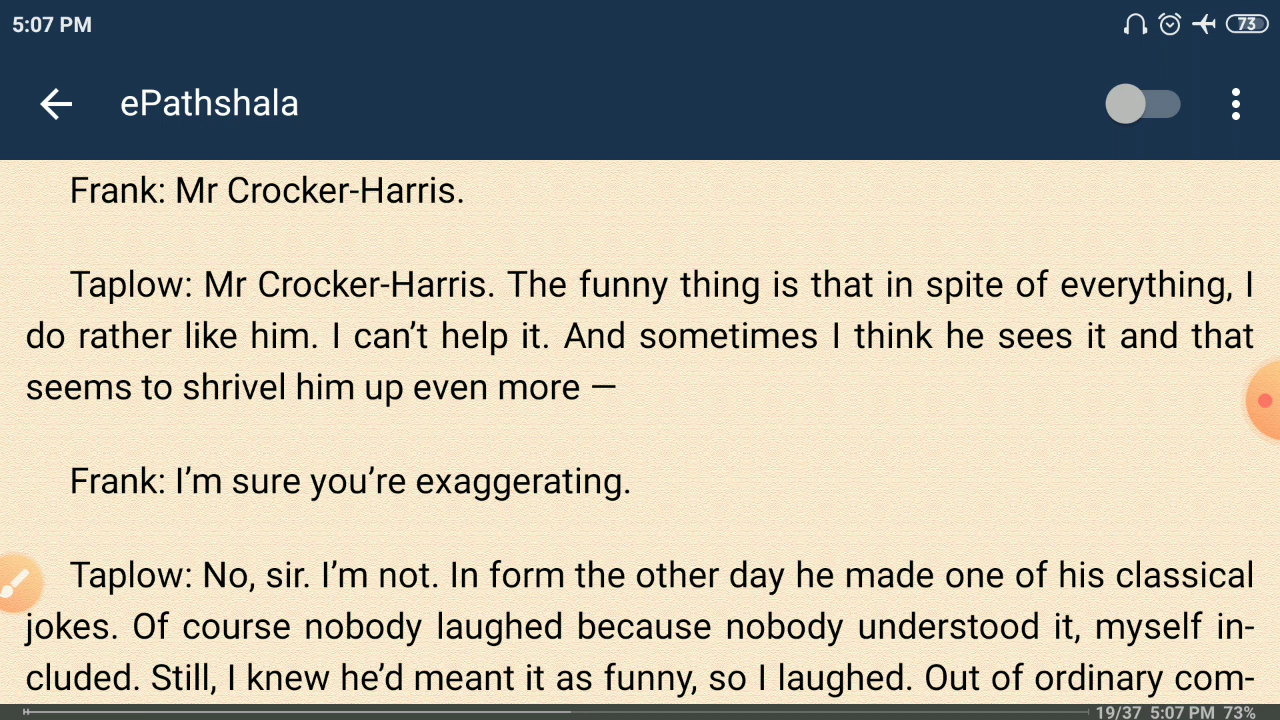 5:07 PM
73
ePathshala
Frank: Mr Crocker-Harris.
Taplow: Mr Crocker-Harris. The funny thing is that in spite of everything, I
do rather like him. I can’t help it. And sometimes I think he sees it and that
seems to shrivel him up even more —
Frank: I’m sure you’re exaggerating.
Taplow: No, sir. I’m not. In form the other day he made one of his classical
jokes. Of course nobody laughed because nobody understood it, myself in-
cluded. Still, I knew he’d meant it as funny, so I laughed. Out of ordinary com-
19/37 5:07 PM 73%